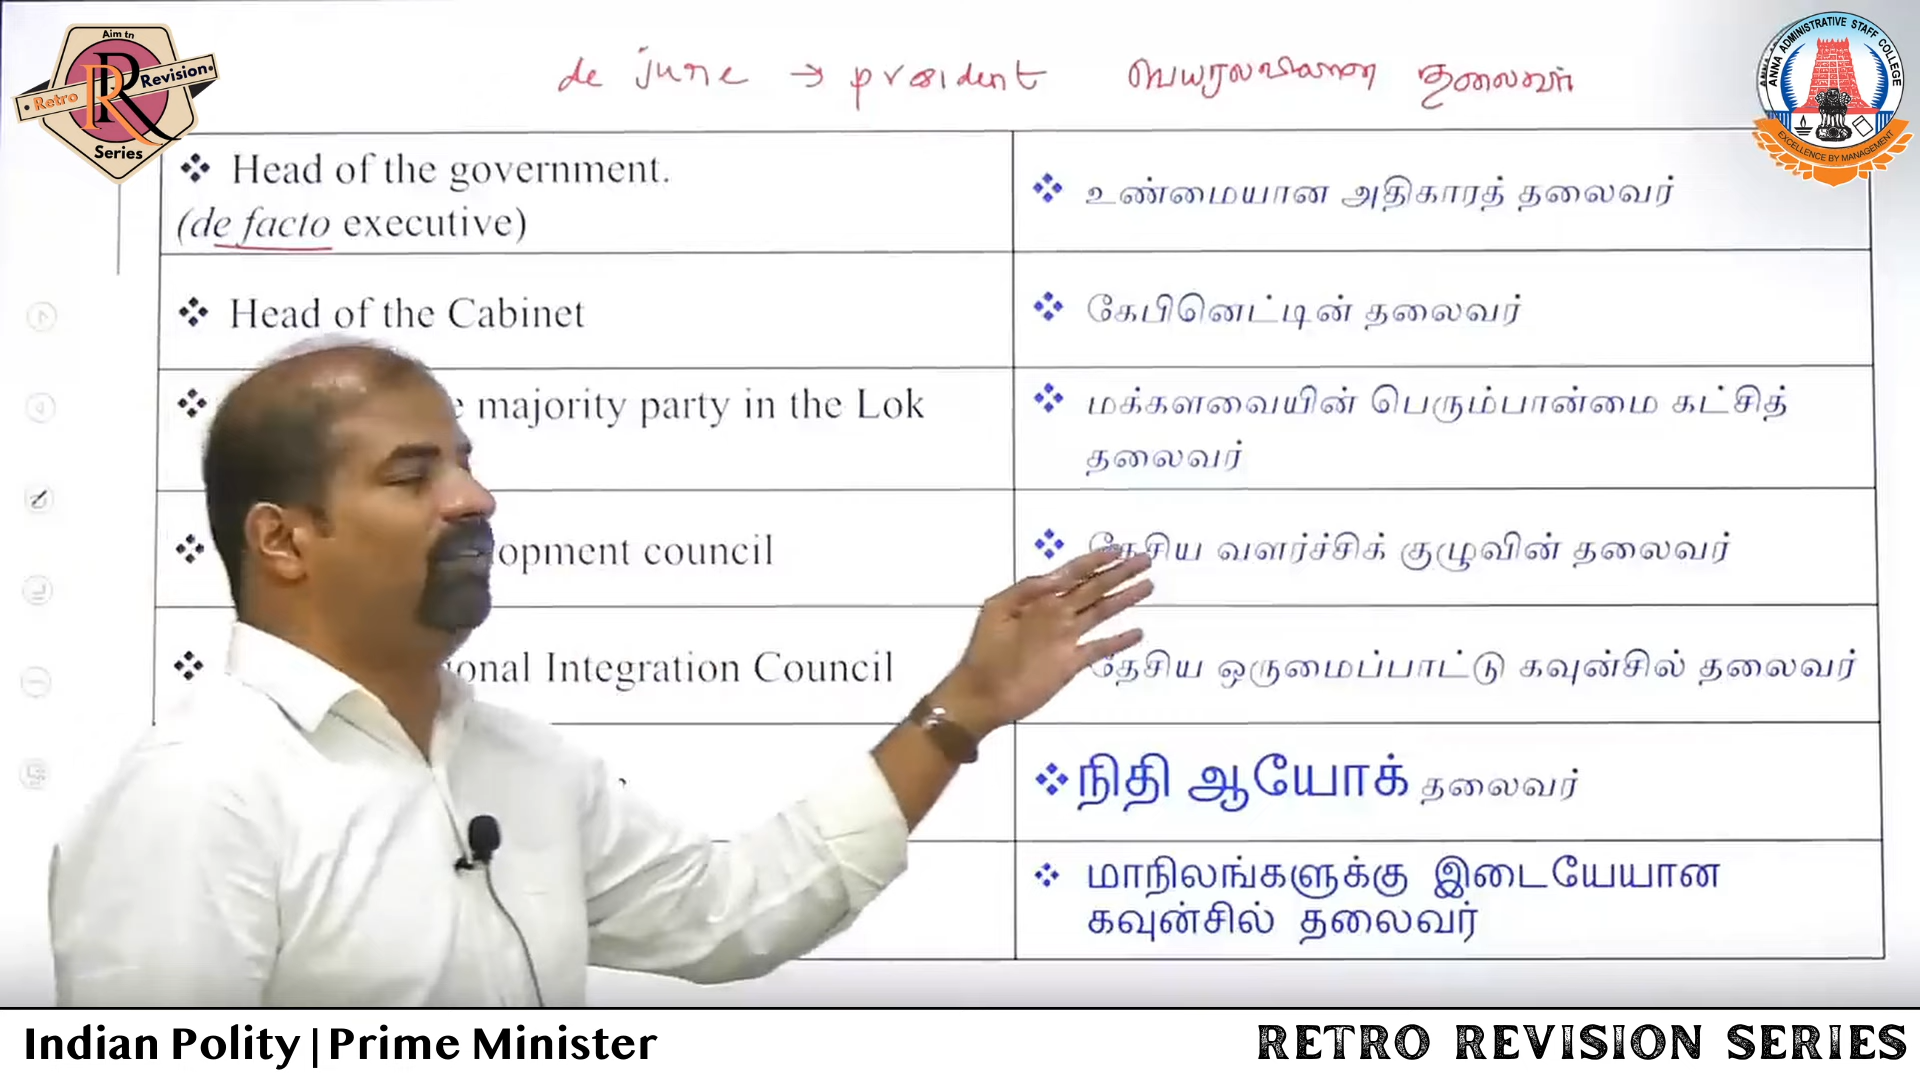 Aim tn
Retro RR Revision
Series
ANNA ADMINISTRATIVE STAFF COLLEGE
EXCELLENCE BY MANAGEMENT
de june → president பெயரலவிலான தலைவர்
❖ Head of the government.
(de facto executive)
❖ உண்மையான அதிகாரத் தலைவர்
❖ Head of the Cabinet
❖ கேபினெட்டின் தலைவர்
❖ majority party in the Lok
❖ மக்களவையின் பெரும்பான்மை கட்சித்
தலைவர்
❖ opment council
❖ தேசிய வளர்ச்சிக் குழுவின் தலைவர்
❖ onal Integration Council
தேசிய ஒருமைப்பாட்டு கவுன்சில் தலைவர்
❖ நிதி ஆயோக் தலைவர்
❖ மாநிலங்களுக்கு இடையேயான
கவுன்சில் தலைவர்
Indian Polity|Prime Minister
RETRO REVISION SERIES